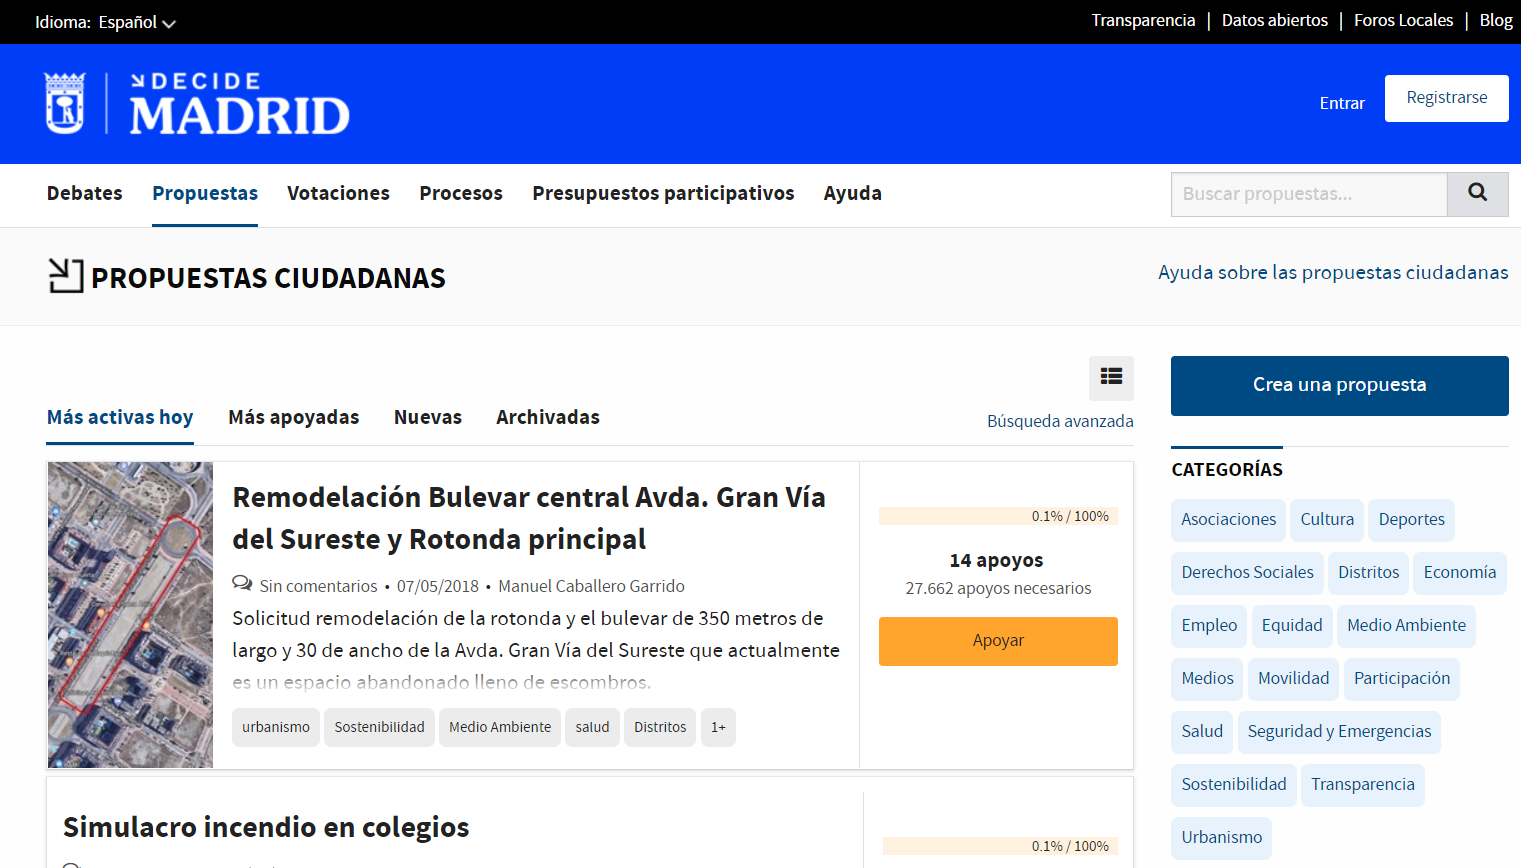 Idioma: Español
Transparencia | Datos abiertos | Foros Locales | Blog
DECIDE
MADRID
Entrar
Registrarse
Debates Propuestas Votaciones Procesos Presupuestos participativos Ayuda
Buscar propuestas...
PROPUESTAS CIUDADANAS
Ayuda sobre las propuestas ciudadanas
Más activas hoy Más apoyadas Nuevas Archivadas
Búsqueda avanzada
Remodelación Bulevar central Avda. Gran Vía
del Sureste y Rotonda principal
Sin comentarios • 07/05/2018 • Manuel Caballero Garrido
Solicitud remodelación de la rotonda y el bulevar de 350 metros de
largo y 30 de ancho de la Avda. Gran Vía del Sureste que actualmente
es un espacio abandonado lleno de escombros.
urbanismo Sostenibilidad Medio Ambiente salud Distritos 1+
0.1% / 100%
14 apoyos
27.662 apoyos necesarios
Apoyar
Simulacro incendio en colegios
0.1% / 100%
Crea una propuesta
CATEGORÍAS
Asociaciones Cultura Deportes
Derechos Sociales Distritos Economía
Empleo Equidad Medio Ambiente
Medios Movilidad Participación
Salud Seguridad y Emergencias
Sostenibilidad Transparencia
Urbanismo